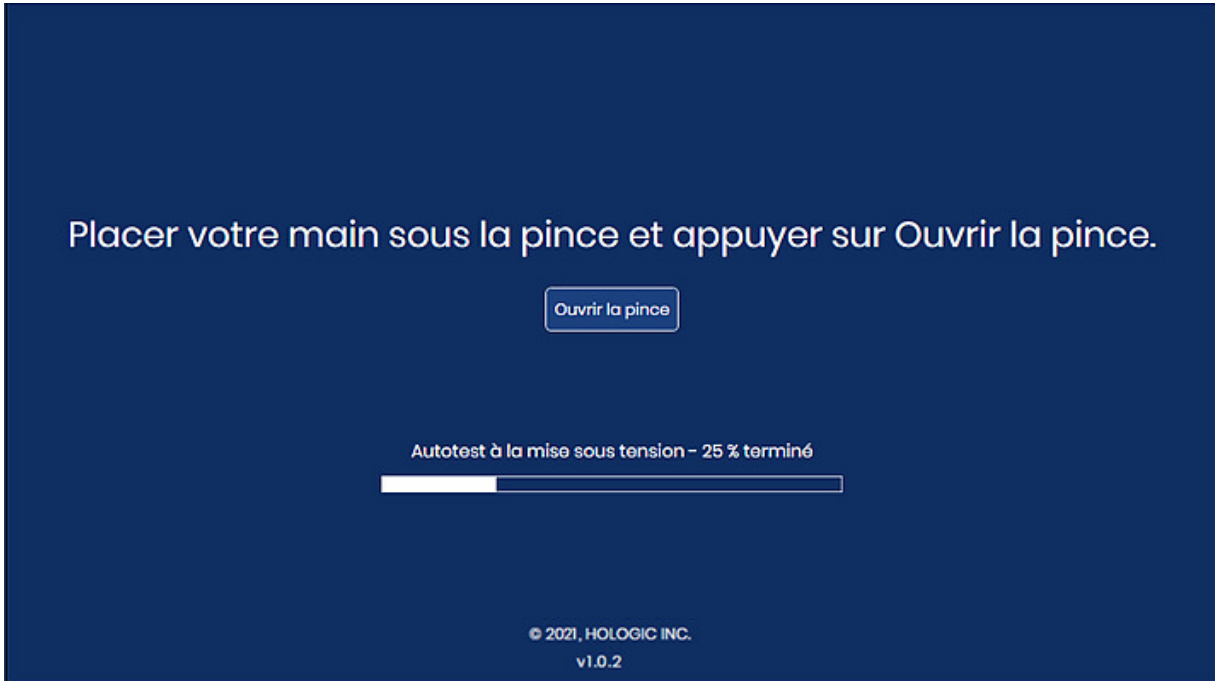 Placer votre main sous la pince et appuyer sur Ouvrir la pince.
Ouvrir la pince
Autotest à la mise sous tension - 25 % terminé
© 2021, HOLOGIC INC.
v1.0.2